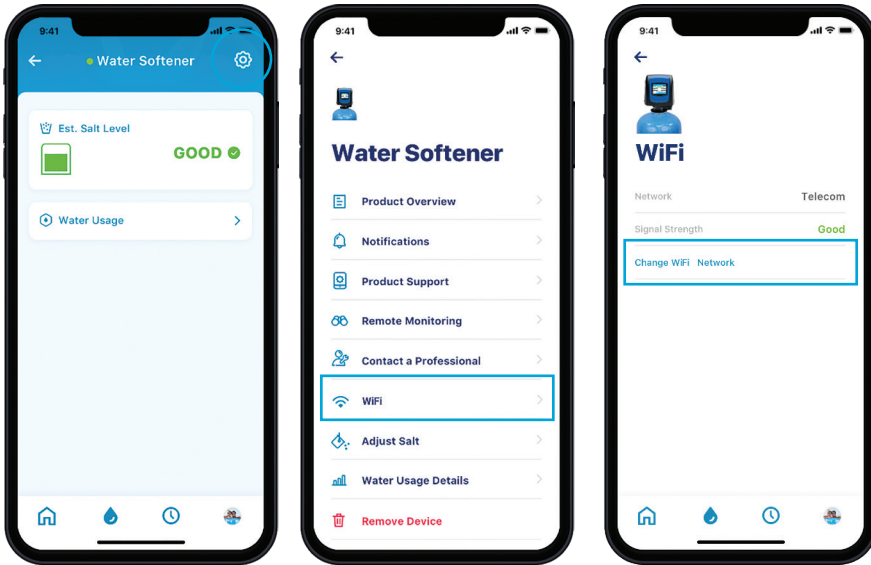 9:41
Water Softener
Est. Salt Level
GOOD
Water Usage
9:41
Water Softener
Product Overview
Notifications
Product Support
Remote Monitoring
Contact a Professional
WiFi
Adjust Salt
Water Usage Details
Remove Device
9:41
WiFi
Network Telecom
Signal Strength Good
Change WiFi Network